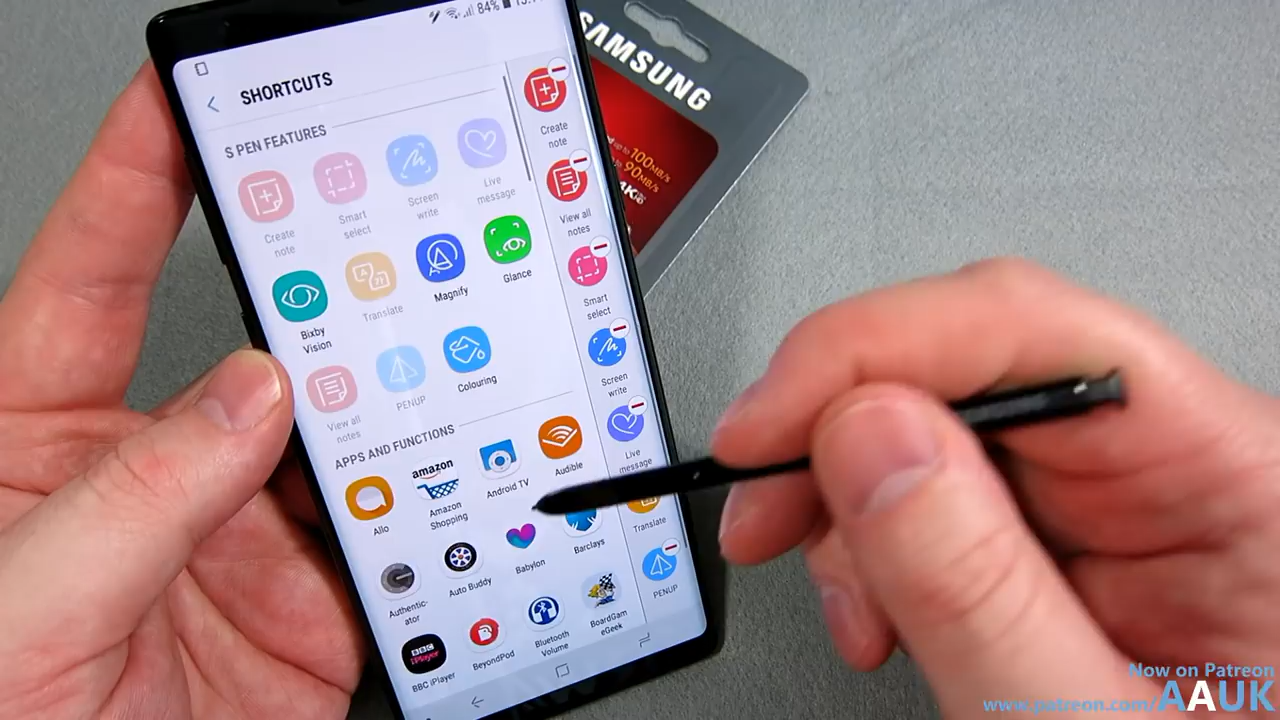 84%
SHORTCUTS
S PEN FEATURES
Create
note
Smart
select
Screen
write
Live
message
Bixby
Vision
Translate
Magnify
Glance
View all
notes
PENUP
Colouring
APPS AND FUNCTIONS
Allo
amazon
Amazon
Shopping
Android TV
Audible
Authentic-
ator
Auto Buddy
Babylon
Barclays
BBC
iPlayer
BBC iPlayer
BeyondPod
Bluetooth
Volume
BoardGam
eGeek
Create
note
View all
notes
Smart
select
Screen
write
Live
message
Translate
PENUP
SAMSUNG
100MB/s
90MB/s
Now on Patreon
www.patreon.com/AAUK